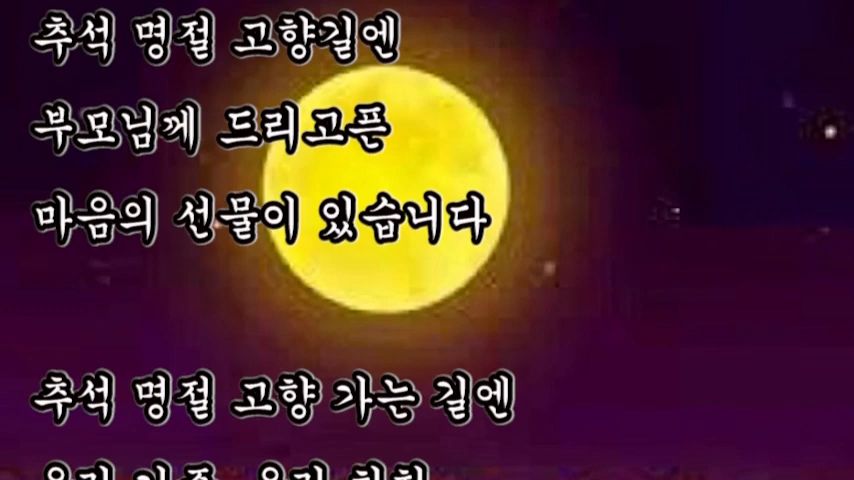 추석 명절 고향길엔
부모님께 드리고픈
마음의 선물이 있습니다
추석 명절 고향 가는 길엔